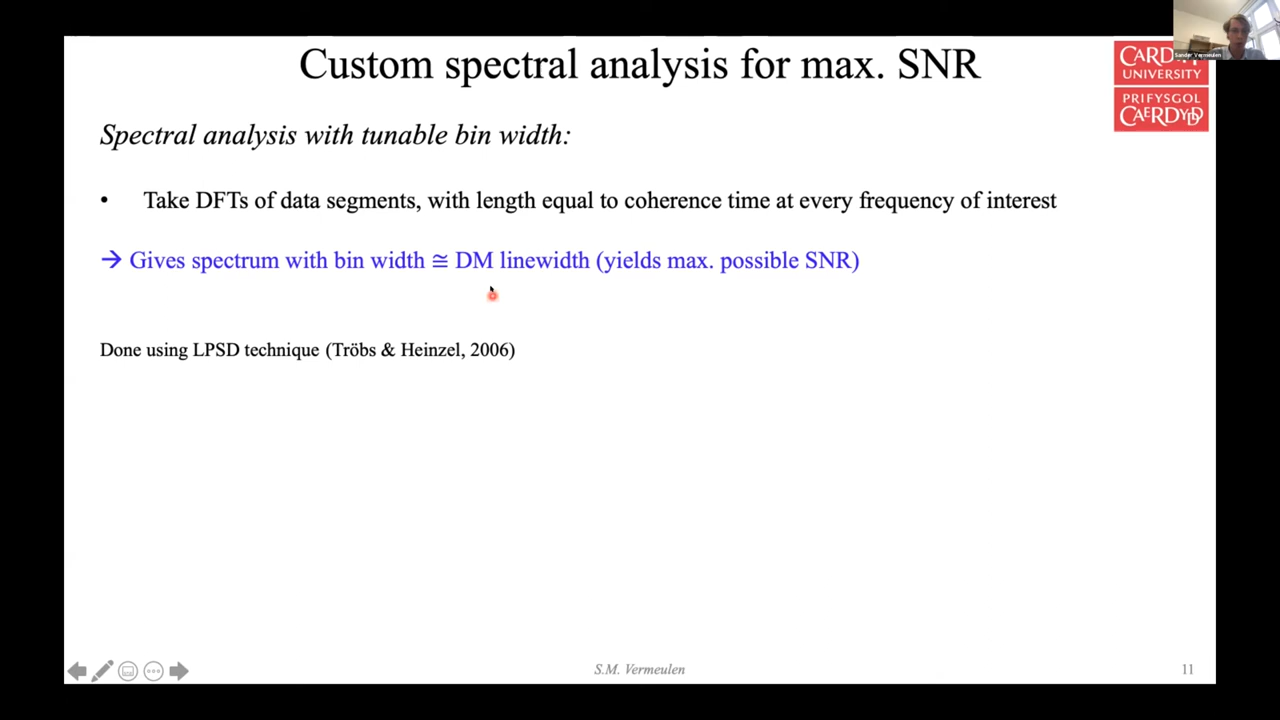 Custom spectral analysis for max. SNR
Sander Vermeulen
CARDIFF
UNIVERSITY
PRIFYSGOL
CAERDYDD
Spectral analysis with tunable bin width:
• Take DFTs of data segments, with length equal to coherence time at every frequency of interest
→ Gives spectrum with bin width ≅ DM linewidth (yields max. possible SNR)
Done using LPSD technique (Tröbs & Heinzel, 2006)
S.M. Vermeulen
11